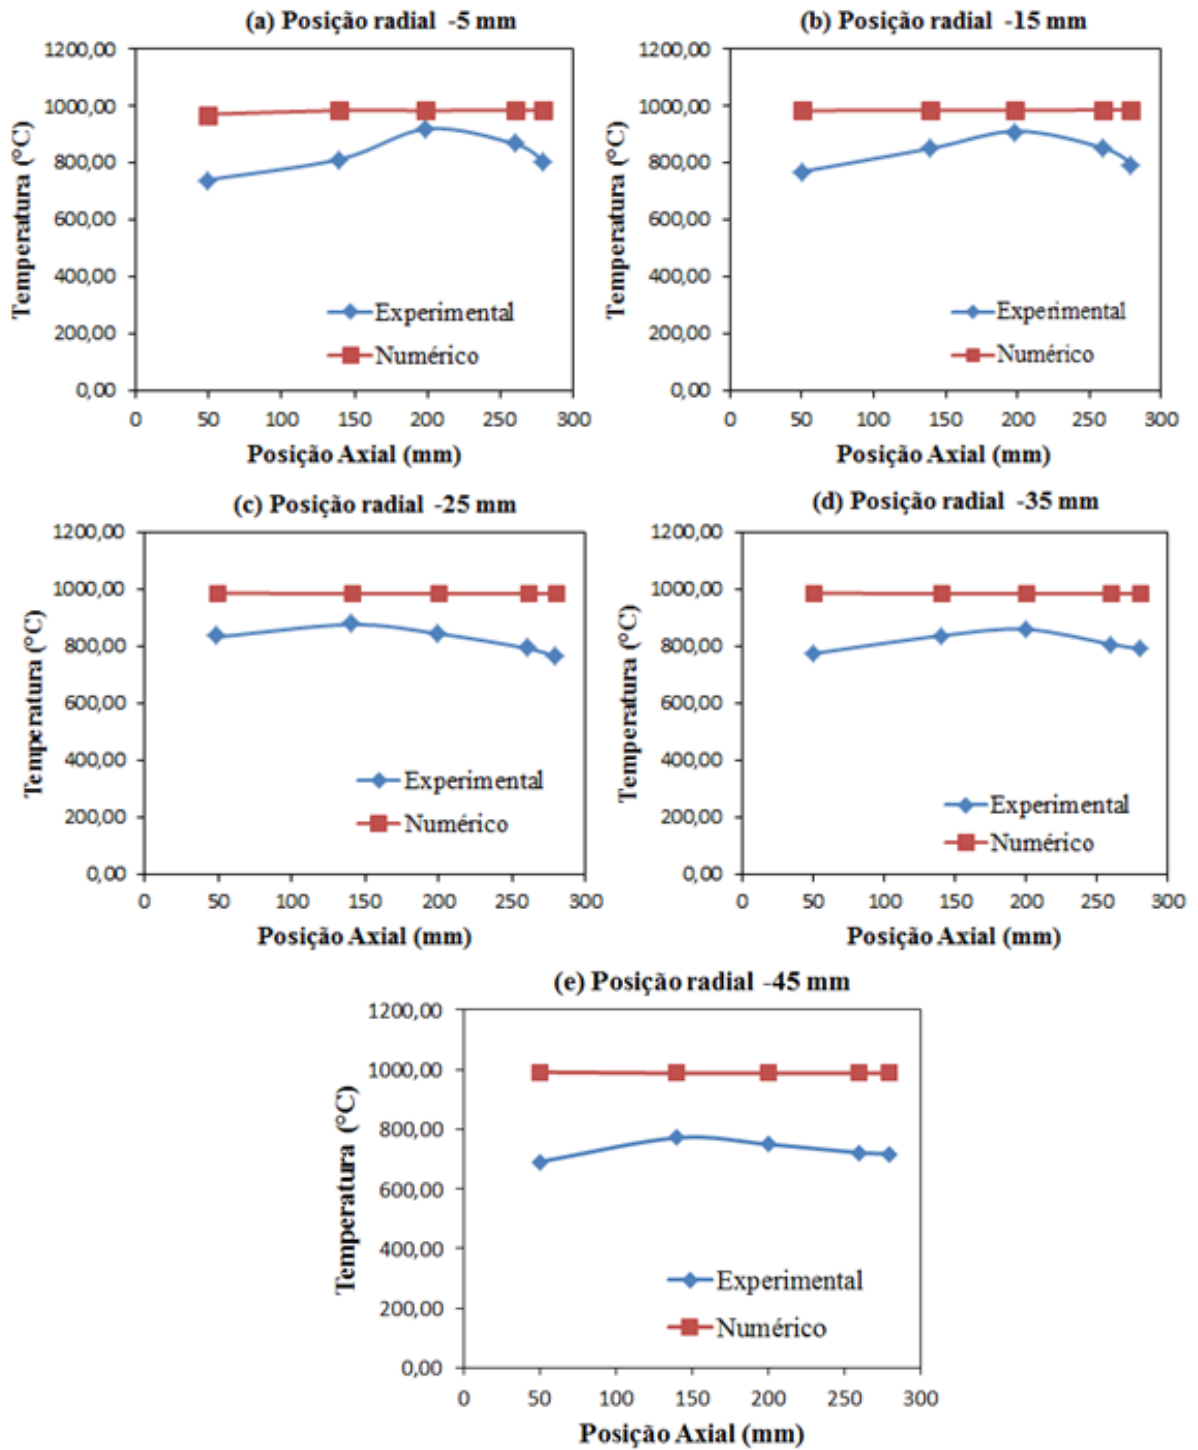 (a) Posição radial -5 mm
1200,00
1000,00
800,00
600,00
400,00
200,00
0,00
Temperatura (°C)
Experimental
Numérico
0 50 100 150 200 250 300
Posição Axial (mm)
(b) Posição radial -15 mm
1200,00
1000,00
800,00
600,00
400,00
200,00
0,00
Temperatura (°C)
Experimental
Numérico
0 50 100 150 200 250 300
Posição Axial (mm)
(c) Posição radial -25 mm
1200,00
1000,00
800,00
600,00
400,00
200,00
0,00
Temperatura (°C)
Experimental
Numérico
0 50 100 150 200 250 300
Posição Axial (mm)
(d) Posição radial -35 mm
1200,00
1000,00
800,00
600,00
400,00
200,00
0,00
Temperatura (°C)
Experimental
Numérico
0 50 100 150 200 250 300
Posição Axial (mm)
(e) Posição radial -45 mm
1200,00
1000,00
800,00
600,00
400,00
200,00
0,00
Temperatura (°C)
Experimental
Numérico
0 50 100 150 200 250 300
Posição Axial (mm)